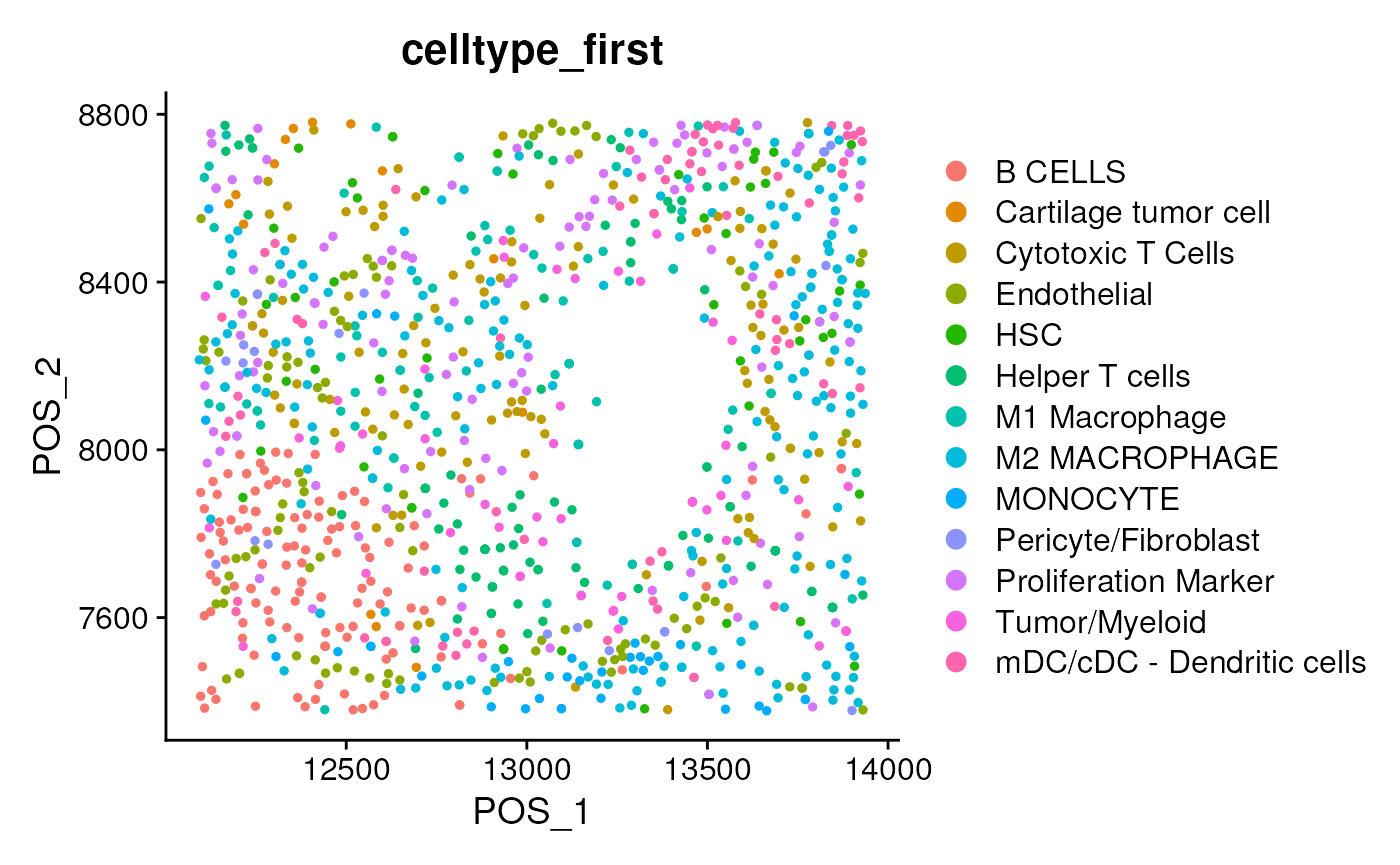 celltype_first
8800
8400
8000
7600
POS_2
12500
13000
13500
14000
POS_1
B CELLS
Cartilage tumor cell
Cytotoxic T Cells
Endothelial
HSC
Helper T cells
M1 Macrophage
M2 MACROPHAGE
MONOCYTE
Pericyte/Fibroblast
Proliferation Marker
Tumor/Myeloid
mDC/cDC - Dendritic cells